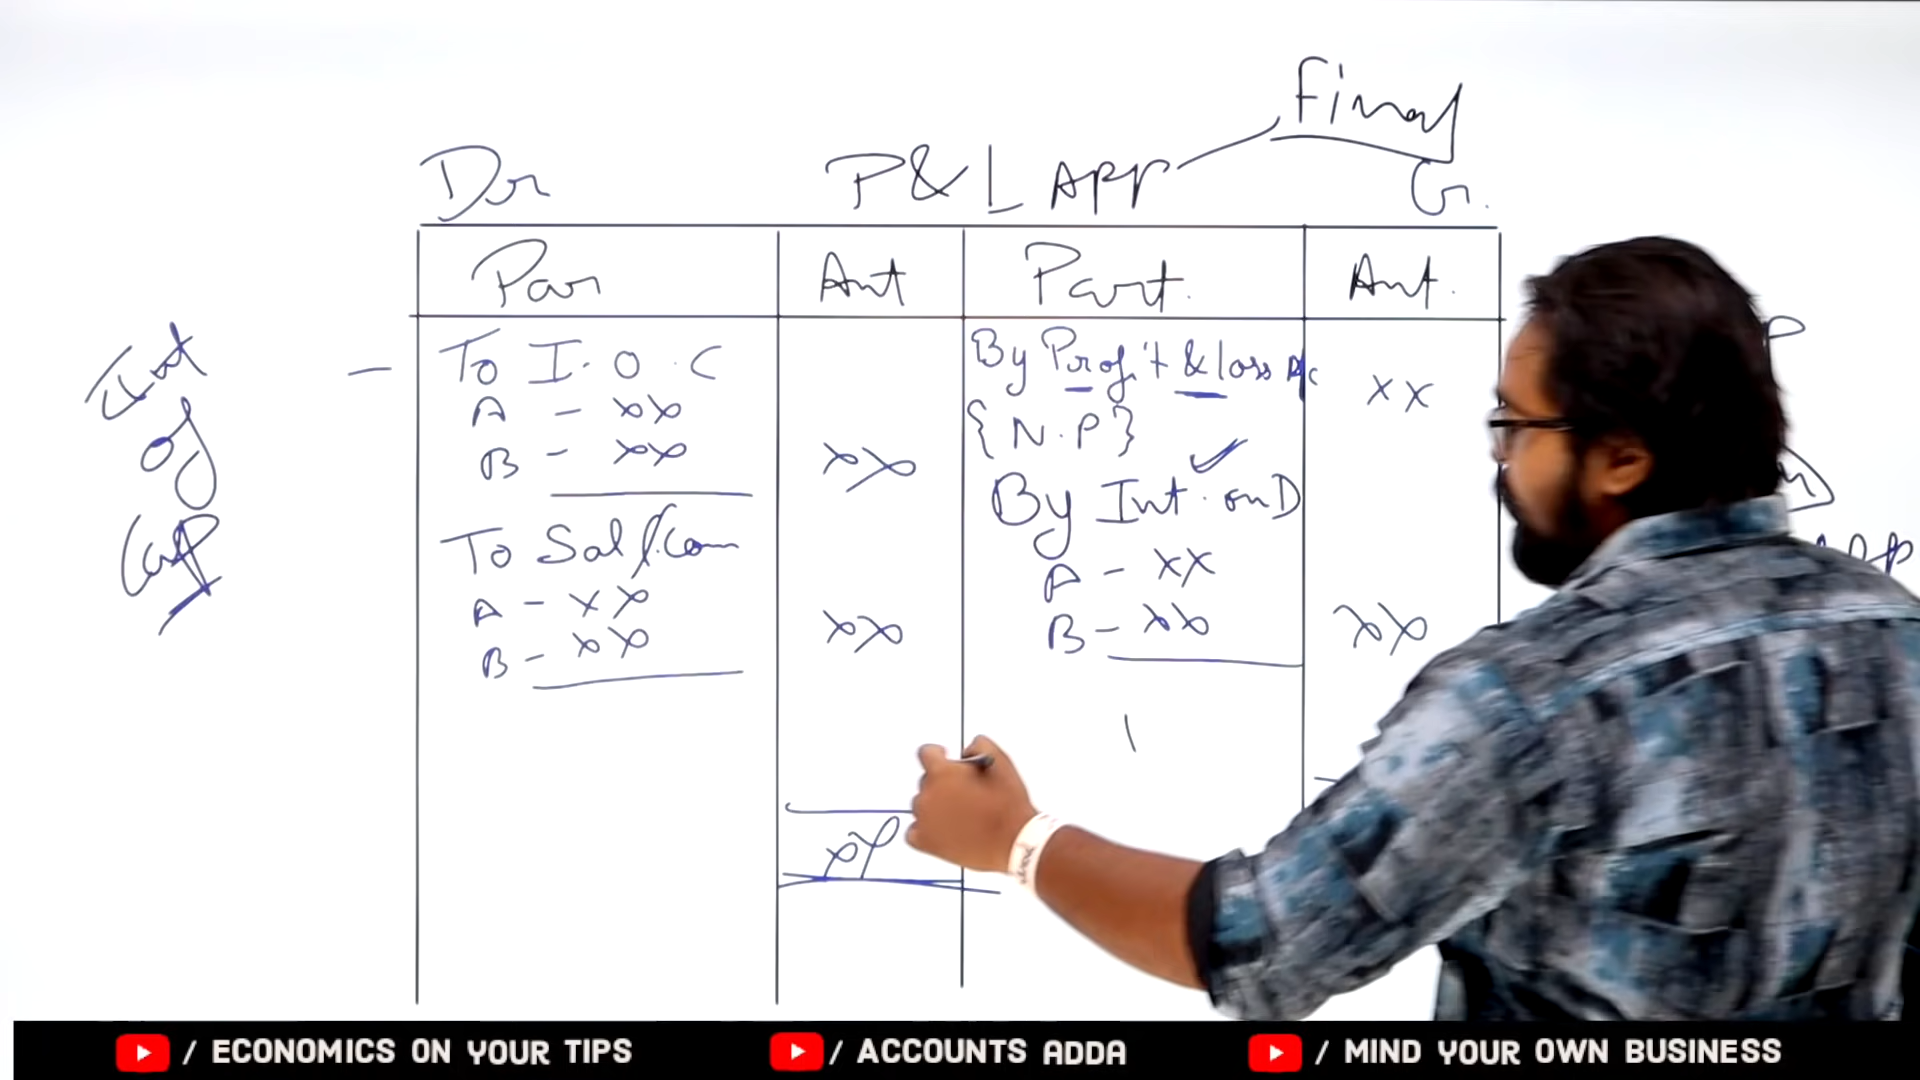 Final
Dr P&L APP Cr.
Par Amt Part. Amt.
Int of Cap
– To I.O.C
A – xx
B – xx xx
To Sal/Com
A – xx
B – xx xx
xx
By Profit & loss A/c xx
{N.P}
By Int. on D ✓
A – xx
B – xx xx
P
APP
/ ECONOMICS ON YOUR TIPS / ACCOUNTS ADDA / MIND YOUR OWN BUSINESS